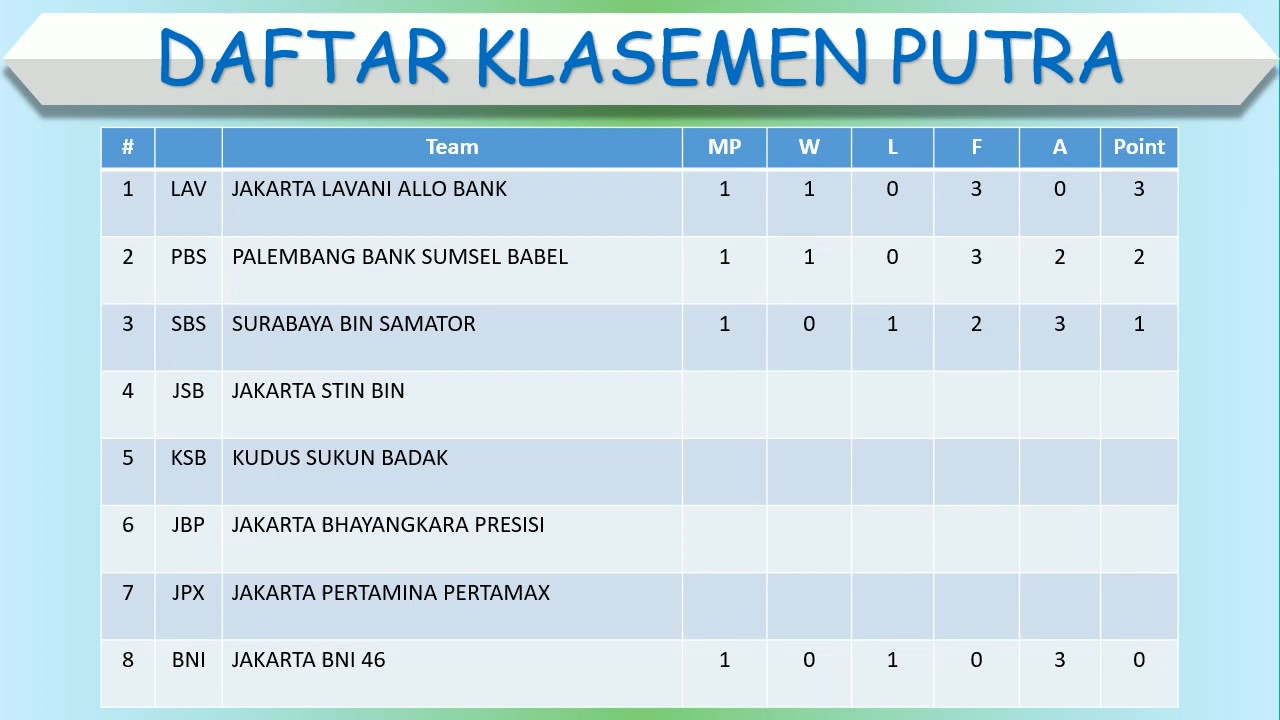 DAFTAR KLASEMEN PUTRA
# Team MP W L F A Point
1 LAV JAKARTA LAVANI ALLO BANK 1 1 0 3 0 3
2 PBS PALEMBANG BANK SUMSEL BABEL 1 1 0 3 2 2
3 SBS SURABAYA BIN SAMATOR 1 0 1 2 3 1
4 JSB JAKARTA STIN BIN
5 KSB KUDUS SUKUN BADAK
6 JBP JAKARTA BHAYANGKARA PRESISI
7 JPX JAKARTA PERTAMINA PERTAMAX
8 BNI JAKARTA BNI 46 1 0 1 0 3 0